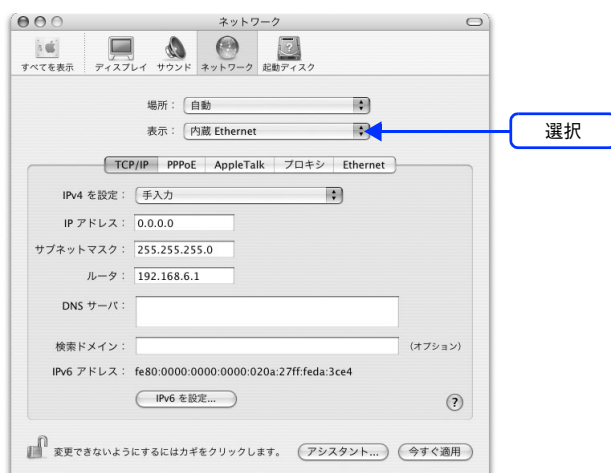 ネットワーク
すべてを表示 ディスプレイ サウンド ネットワーク 起動ディスク
場所： 自動
表示： 内蔵 Ethernet
選択
TCP/IP PPPoE AppleTalk プロキシ Ethernet
IPv4 を設定： 手入力
IP アドレス： 0.0.0.0
サブネットマスク： 255.255.255.0
ルータ： 192.168.6.1
DNS サーバ：
検索ドメイン： (オプション)
IPv6 アドレス： fe80:0000:0000:0000:020a:27ff:feda:3ce4
IPv6 を設定...
?
変更できないようにするにはカギをクリックします。 アシスタント... 今すぐ適用